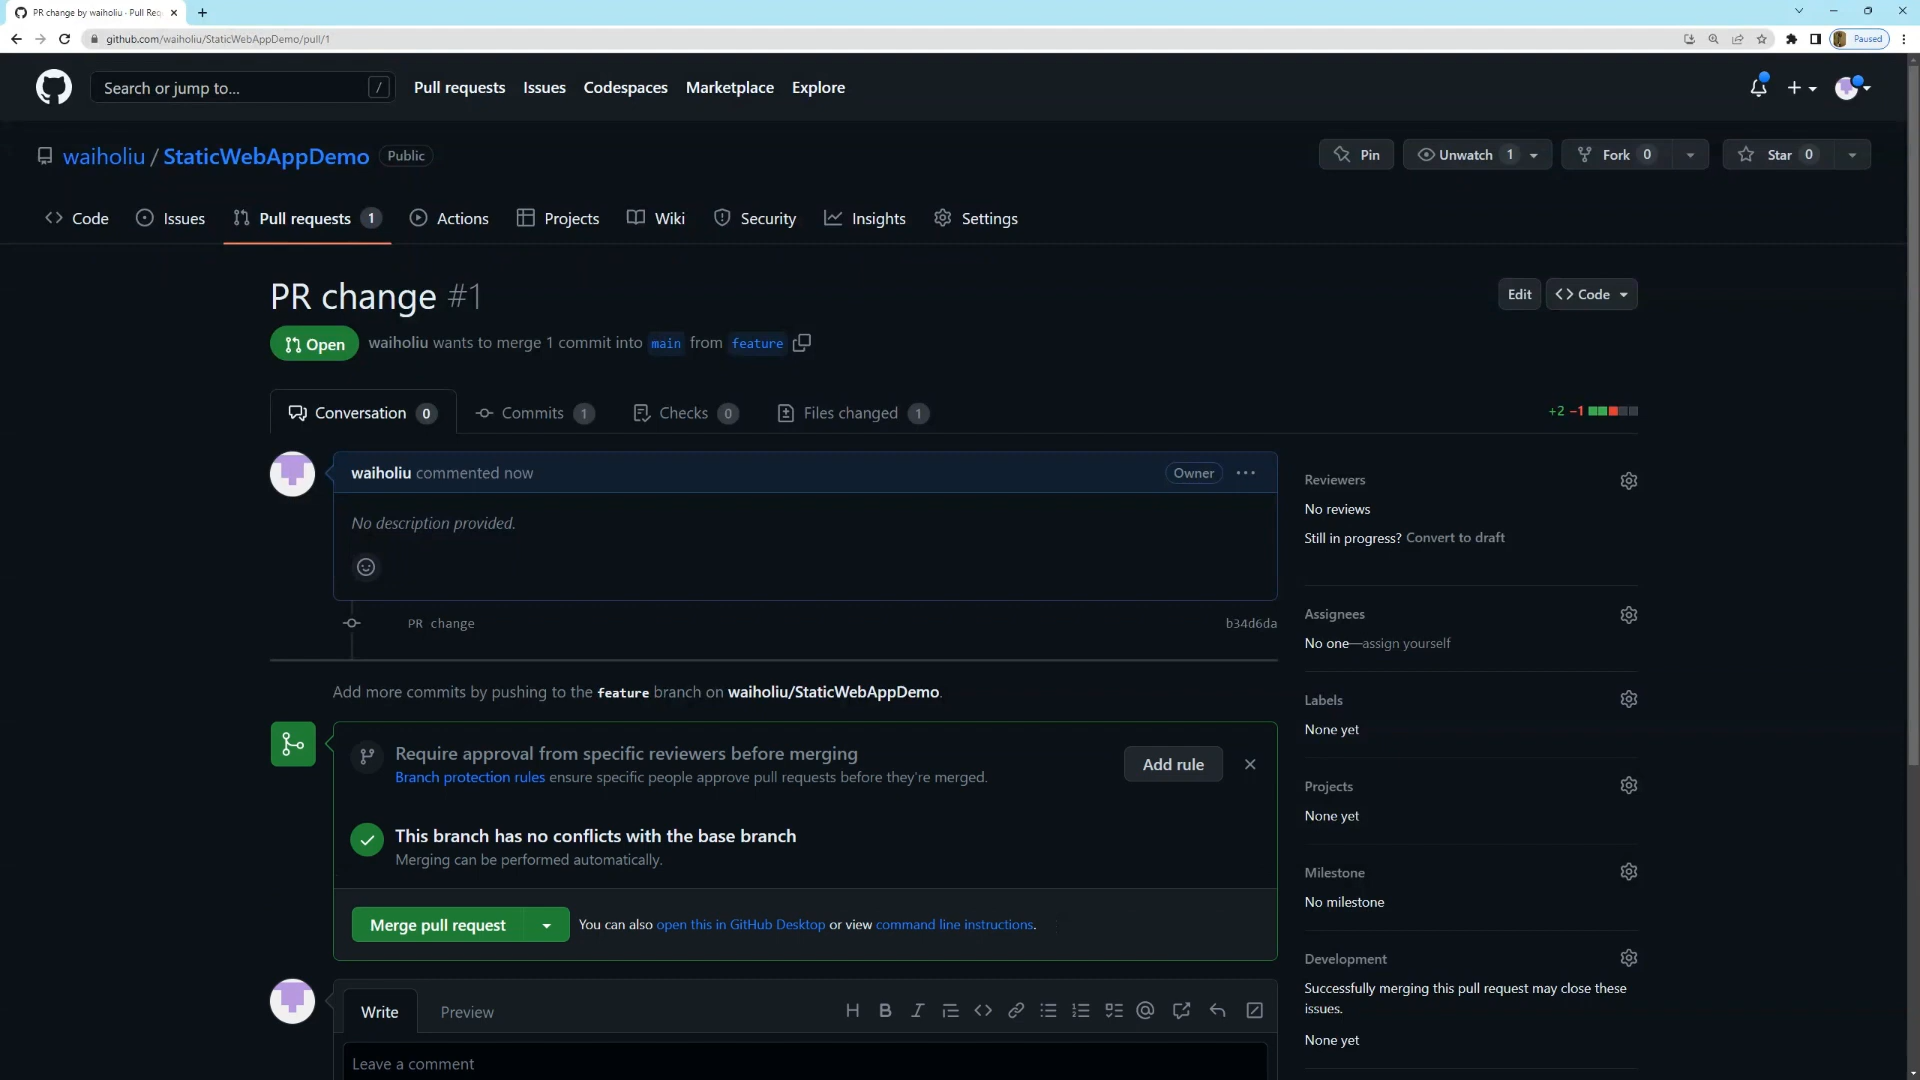 PR change by waiholiu · Pull Req
github.com/waiholiu/StaticWebAppDemo/pull/1
Paused
Search or jump to...
/
Pull requests
Issues
Codespaces
Marketplace
Explore
waiholiu / StaticWebAppDemo
Public
Pin
Unwatch 1
Fork 0
Star 0
Code
Issues
Pull requests 1
Actions
Projects
Wiki
Security
Insights
Settings
PR change #1
Edit
Code
Open
waiholiu wants to merge 1 commit into main from feature
Conversation 0
Commits 1
Checks 0
Files changed 1
+2 −1
waiholiu commented now
Owner
No description provided.
PR change
b34d6da
Add more commits by pushing to the feature branch on waiholiu/StaticWebAppDemo.
Require approval from specific reviewers before merging
Branch protection rules ensure specific people approve pull requests before they're merged.
Add rule
This branch has no conflicts with the base branch
Merging can be performed automatically.
Merge pull request
You can also open this in GitHub Desktop or view command line instructions.
Write
Preview
Leave a comment
Reviewers
No reviews
Still in progress? Convert to draft
Assignees
No one—assign yourself
Labels
None yet
Projects
None yet
Milestone
No milestone
Development
Successfully merging this pull request may close these
issues.
None yet